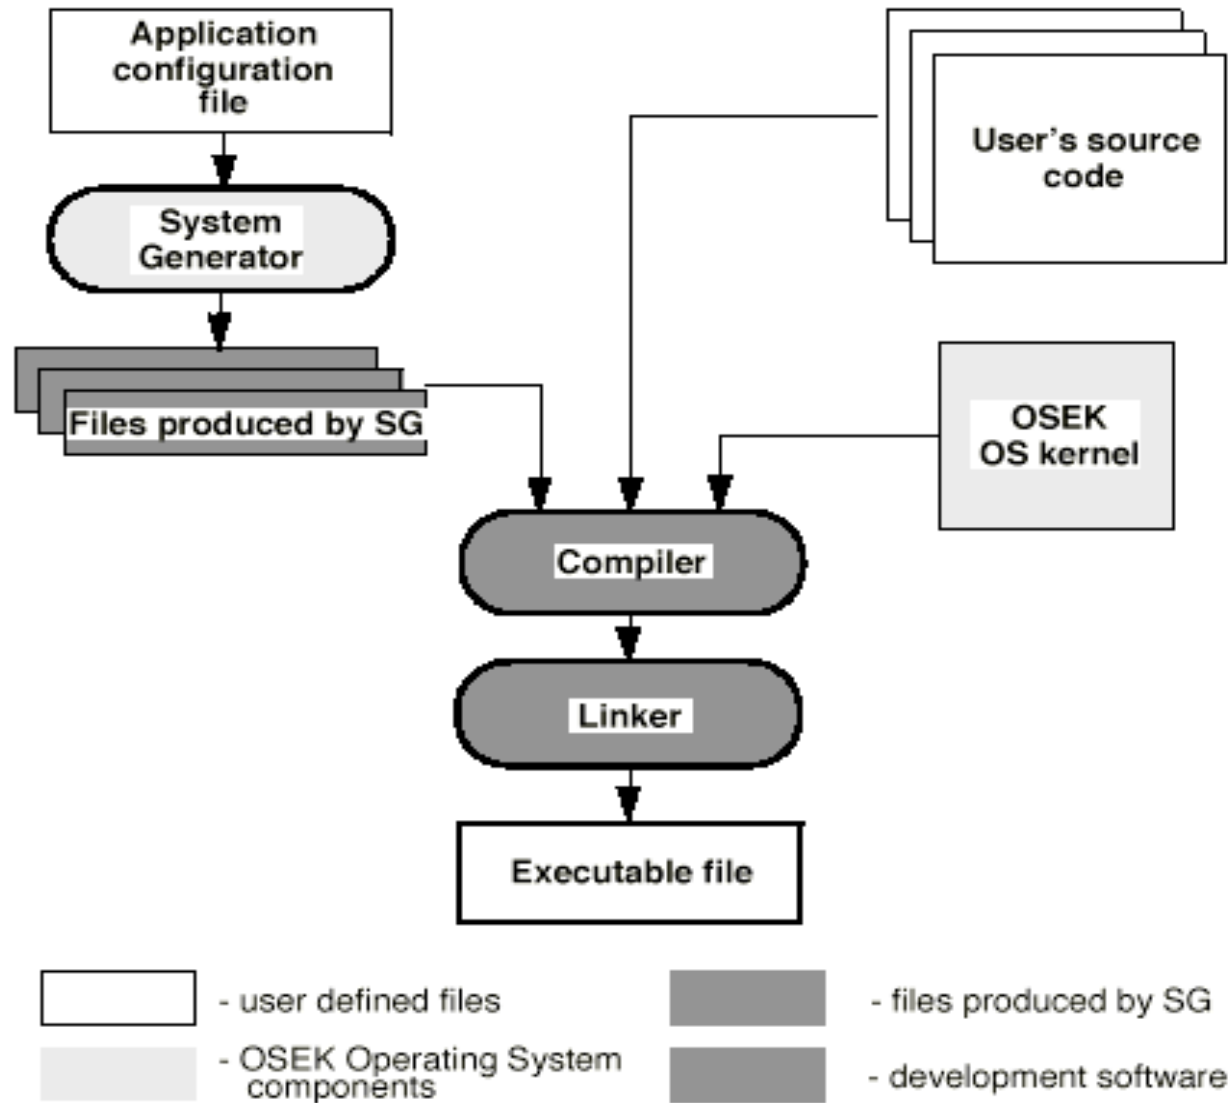 Application
configuration
file
User's source
code
System
Generator
Files produced by SG
OSEK
OS kernel
Compiler
Linker
Executable file
- user defined files
- files produced by SG
- OSEK Operating System
components
- development software